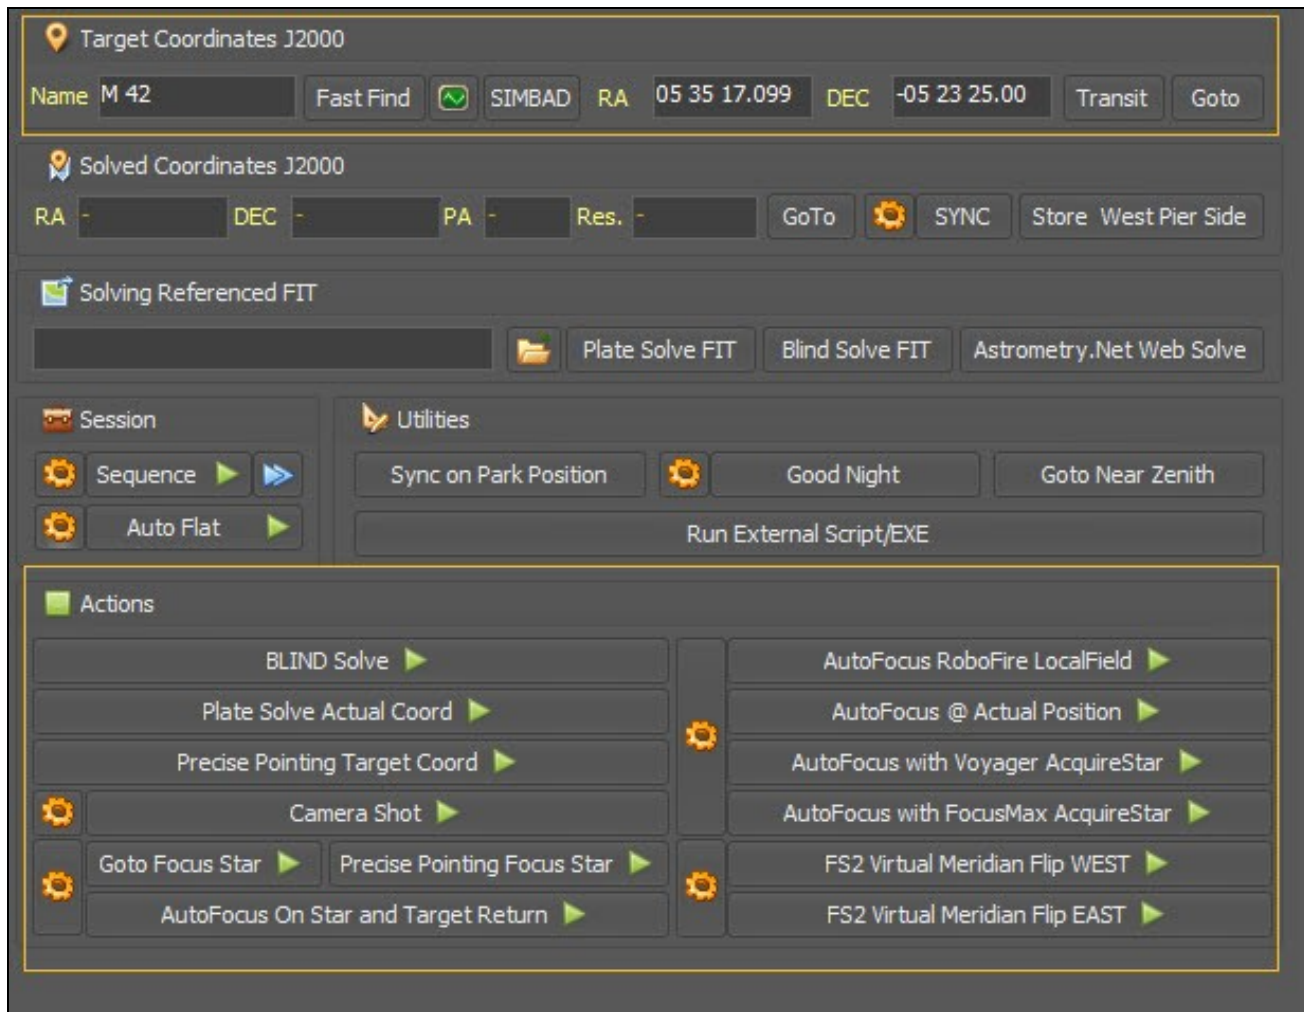 Target Coordinates J2000
Name M 42 Fast Find SIMBAD RA 05 35 17.099 DEC -05 23 25.00 Transit Goto
Solved Coordinates J2000
RA - DEC - PA - Res. - GoTo SYNC Store West Pier Side
Solving Referenced FIT
Plate Solve FIT Blind Solve FIT Astrometry.Net Web Solve
Session
Sequence
Auto Flat
Utilities
Sync on Park Position Good Night Goto Near Zenith
Run External Script/EXE
Actions
BLIND Solve
Plate Solve Actual Coord
Precise Pointing Target Coord
Camera Shot
Goto Focus Star Precise Pointing Focus Star
AutoFocus On Star and Target Return
AutoFocus RoboFire LocalField
AutoFocus @ Actual Position
AutoFocus with Voyager AcquireStar
AutoFocus with FocusMax AcquireStar
FS2 Virtual Meridian Flip WEST
FS2 Virtual Meridian Flip EAST